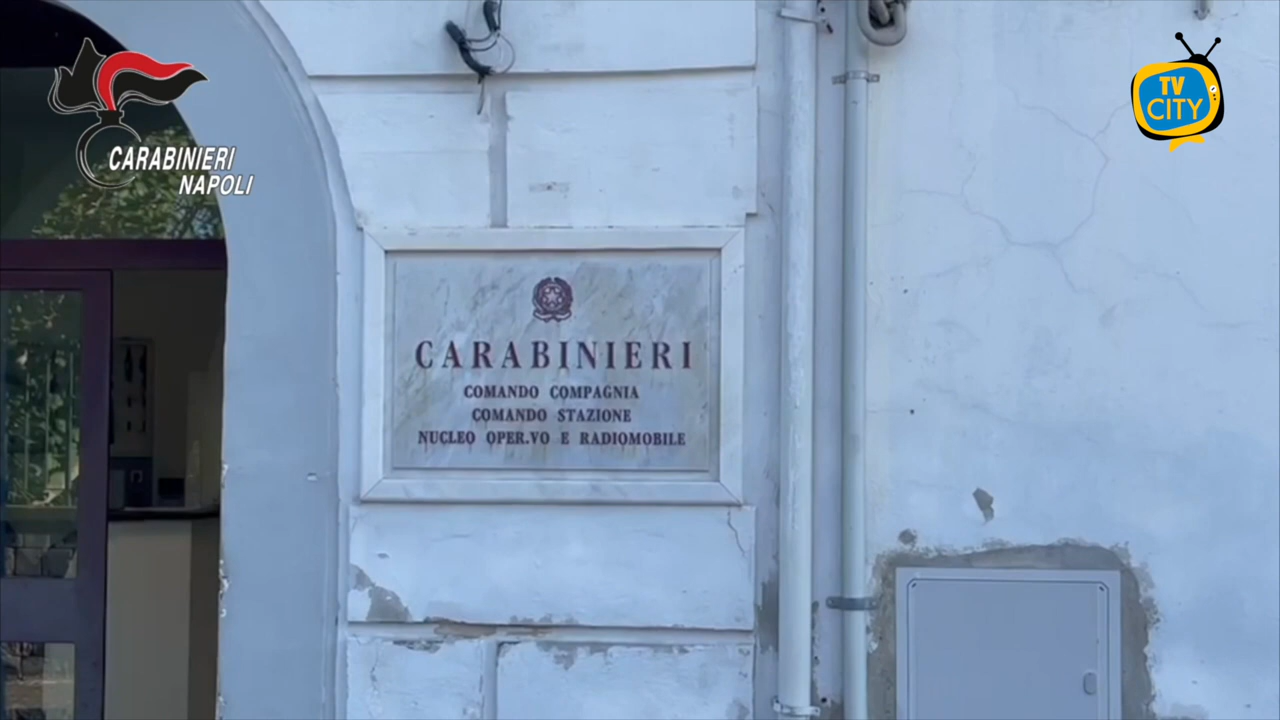 CARABINIERI
NAPOLI
TV
CITY
CARABINIERI
COMANDO COMPAGNIA
COMANDO STAZIONE
NUCLEO OPER.VO E RADIOMOBILE